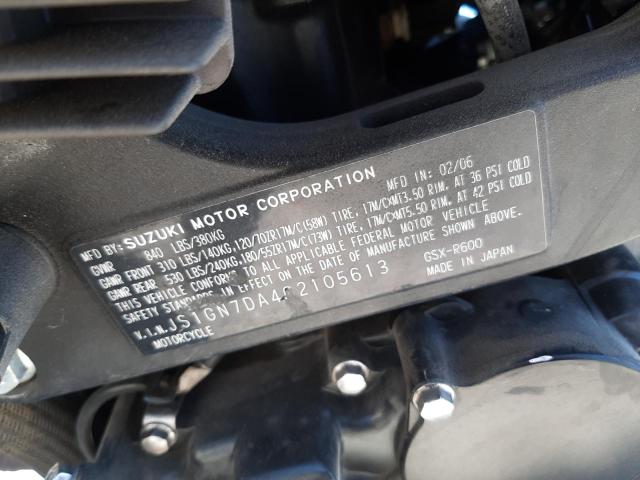 MFD BY: SUZUKI MOTOR CORPORATION MFD IN: 02/06
GVWR 840 LBS/380KG
GAWR FRONT 310 LBS/140KG,120/70ZR17M/C(58W) TIRE, 17M/CXMT3.50 RIM. AT 36 PSI COLD
GAWR REAR 530 LBS/240KG,180/55ZR17M/C(73W) TIRE, 17M/CXMT5.50 RIM. AT 42 PSI COLD
THIS VEHICLE CONFORMS TO ALL APPLICABLE FEDERAL MOTOR VEHICLE
SAFETY STANDARDS IN EFFECT ON THE DATE OF MANUFACTURE SHOWN ABOVE.
V.I.N. GSX-R600
MOTORCYCLE MADE IN JAPAN